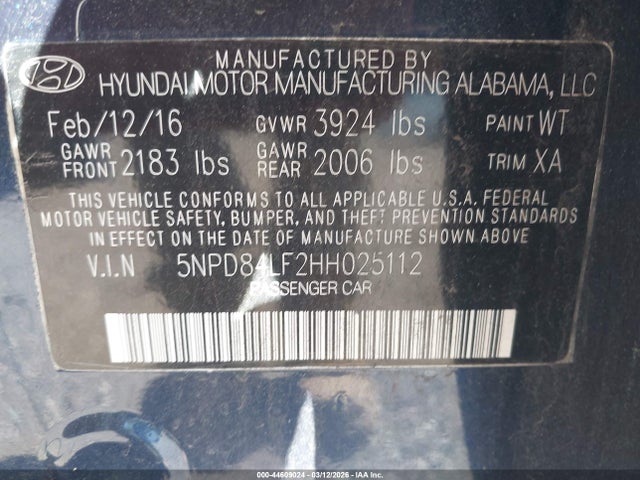 MANUFACTURED BY
HYUNDAI MOTOR MANUFACTURING ALABAMA, LLC
Feb/12/16 GVWR 3924 lbs PAINT WT
GAWR FRONT 2183 lbs GAWR REAR 2006 lbs TRIM XA
THIS VEHICLE CONFORMS TO ALL APPLICABLE U.S.A. FEDERAL
MOTOR VEHICLE SAFETY, BUMPER, AND THEFT PREVENTION STANDARDS
IN EFFECT ON THE DATE OF MANUFACTURE SHOWN ABOVE.
V.I.N 5NPD84LF2HH025112
PASSENGER CAR
000-44609024 - 03/12/2026 - IAA Inc.